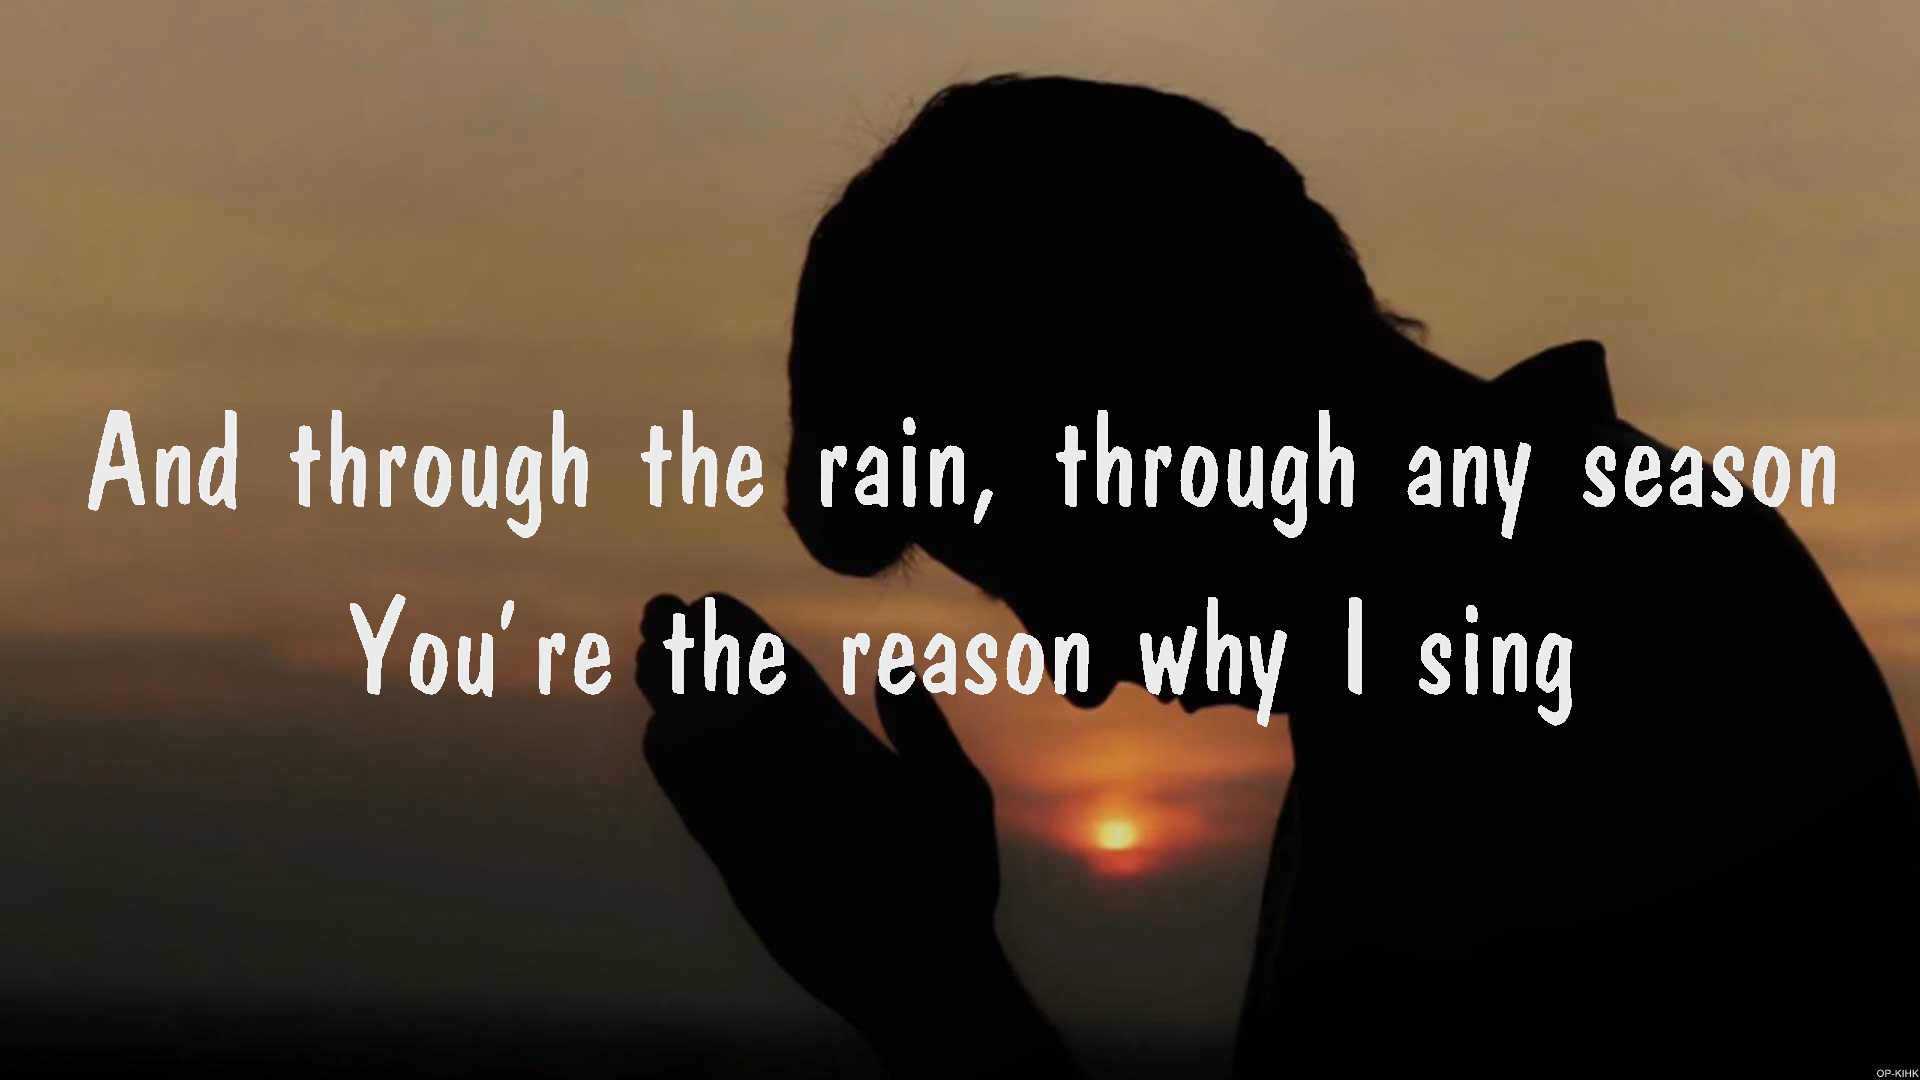 And through the rain, through any season
You're the reason why I sing
OP-KIHK